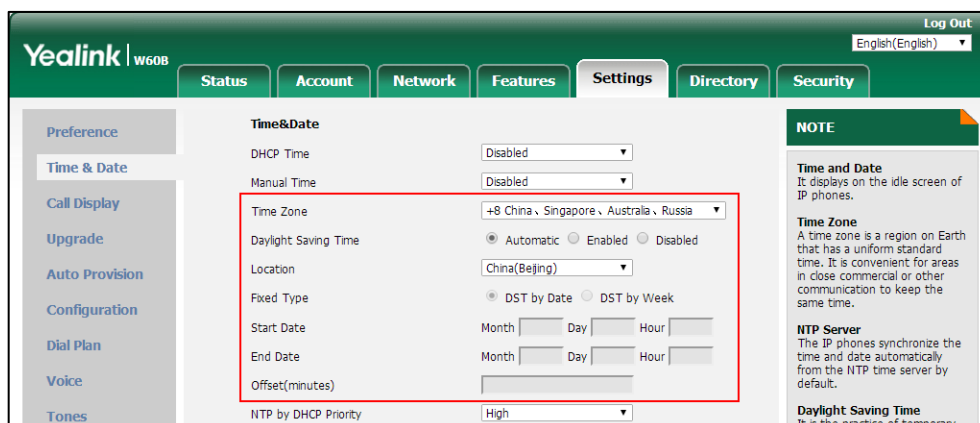 Log Out
Yealink | W60B
English(English)
Status Account Network Features Settings Directory Security
Preference
Time & Date
Call Display
Upgrade
Auto Provision
Configuration
Dial Plan
Voice
Tones
Time&Date
DHCP Time Disabled
Manual Time Disabled
Time Zone +8 China、Singapore、Australia、Russia
Daylight Saving Time Automatic Enabled Disabled
Location China(Beijing)
Fixed Type DST by Date DST by Week
Start Date Month Day Hour
End Date Month Day Hour
Offset(minutes)
NTP by DHCP Priority High
NOTE
Time and Date
It displays on the idle screen of
IP phones.
Time Zone
A time zone is a region on Earth
that has a uniform standard
time. It is convenient for areas
in close commercial or other
communication to keep the
same time.
NTP Server
The IP phones synchronize the
time and date automatically
from the NTP time server by
default.
Daylight Saving Time
It is the practice of temporary